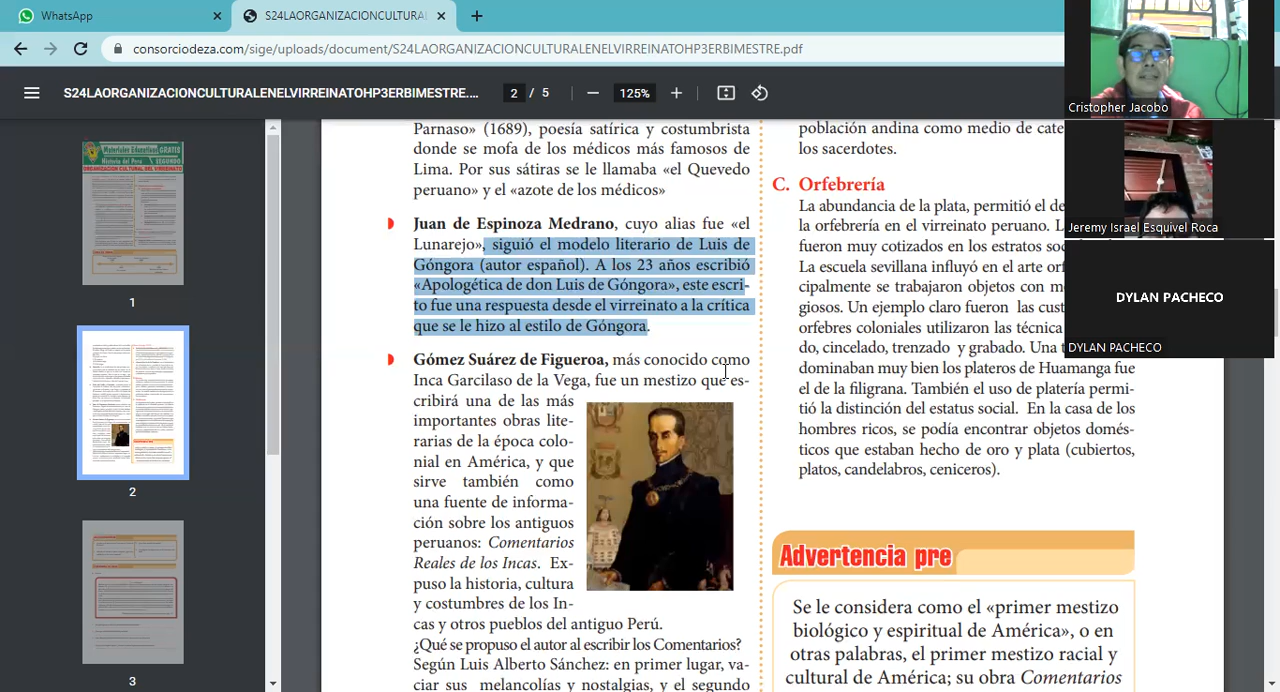 WhatsApp
S24LAORGANIZACIONCULTURAL
consorciodeza.com/sige/uploads/document/S24LAORGANIZACIONCULTURALENELVIRREINATOHP3ERBIMESTRE.pdf
S24LAORGANIZACIONCULTURALENELVIRREINATOHP3ERBIMESTRE....
2 / 5
125%
Materiales Educativos GRATIS
Historia del Perú SEGUNDO
ORGANIZACION CULTURAL DEL VIRREINATO
1
2
3
Parnaso» (1689), poesía satírica y costumbrista
donde se mofa de los médicos más famosos de
Lima. Por sus sátiras se le llamaba «el Quevedo
peruano» y el «azote de los médicos»
Juan de Espinoza Medrano, cuyo alias fue «el
Lunarejo», siguió el modelo literario de Luis de
Góngora (autor español). A los 23 años escribió
«Apologética de don Luis de Góngora», este escri-
to fue una respuesta desde el virreinato a la crítica
que se le hizo al estilo de Góngora.
Gómez Suárez de Figueroa, más conocido como
Inca Garcilaso de la Vega, fue un mestizo que es-
cribirá una de las más
importantes obras lite-
rarias de la época colo-
nial en América, y que
sirve también como
una fuente de informa-
ción sobre los antiguos
peruanos: Comentarios
Reales de los Incas. Ex-
puso la historia, cultura
y costumbres de los In-
cas y otros pueblos del antiguo Perú.
¿Qué se propuso el autor al escribir los Comentarios?
Según Luis Alberto Sánchez: en primer lugar, va-
ciar sus melancolías y nostalgias, y el segundo
población andina como medio de cate
los sacerdotes.
C. Orfebrería
La abundancia de la plata, permitió el de
la orfebrería en el virreinato peruano. L
fueron muy cotizados en los estratos soc
La escuela sevillana influyó en el arte orf
cipalmente se trabajaron objetos con m
giosos. Un ejemplo claro fueron las cust
orfebres coloniales utilizaron las técnica
do, cincelado, trenzado y grabado. Una t
dominaban muy bien los plateros de Huamanga fue
el de la filigrana. También el uso de platería permi-
tió la distinción del estatus social. En la casa de los
hombres ricos, se podía encontrar objetos domés-
ticos que estaban hecho de oro y plata (cubiertos,
platos, candelabros, ceniceros).
Advertencia pre
Se le considera como el «primer mestizo
biológico y espiritual de América», o en
otras palabras, el primer mestizo racial y
cultural de América; su obra Comentarios
Cristopher Jacobo
Jeremy Israel Esquivel Roca
DYLAN PACHECO
DYLAN PACHECO